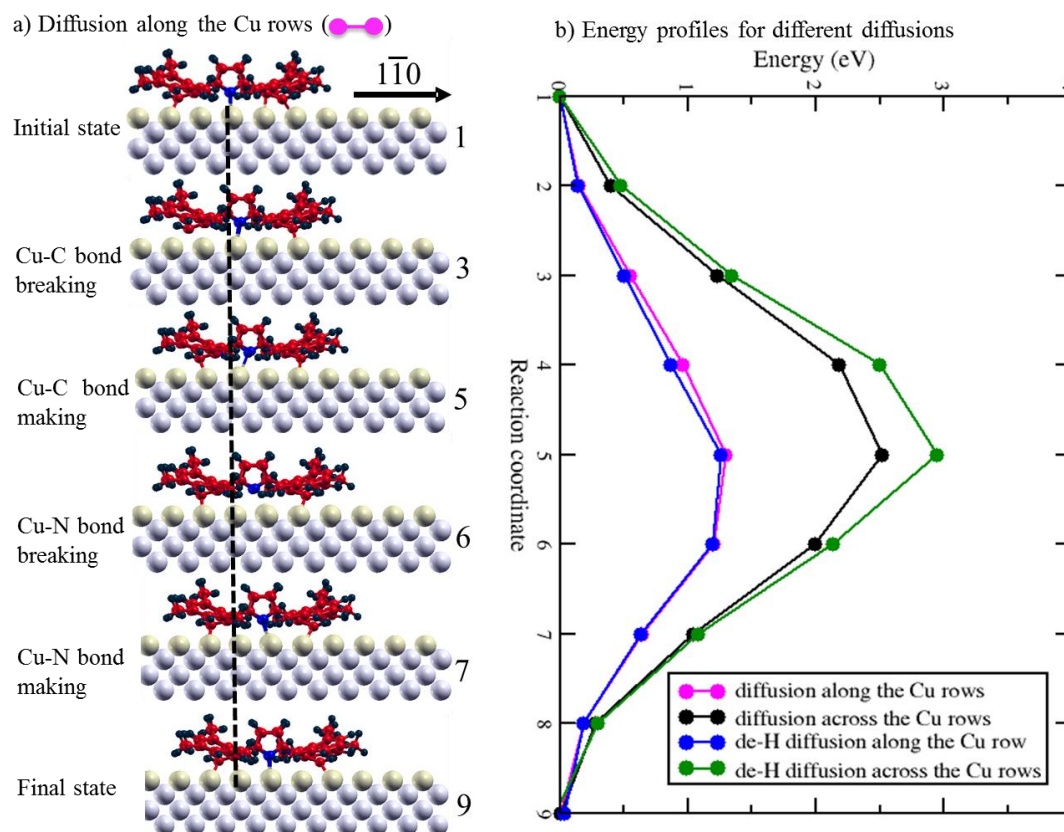 a) Diffusion along the Cu rows ( )
11̅0
Initial state
1
Cu-C bond
breaking
3
Cu-C bond
making
5
Cu-N bond
breaking
6
Cu-N bond
making
7
Final state
9
b) Energy profiles for different diffusions
Energy (eV)
0 1 2 3
1
2
3
4
5
6
7
8
9
Reaction coordinate
diffusion along the Cu rows
diffusion across the Cu rows
de-H diffusion along the Cu row
de-H diffusion across the Cu rows